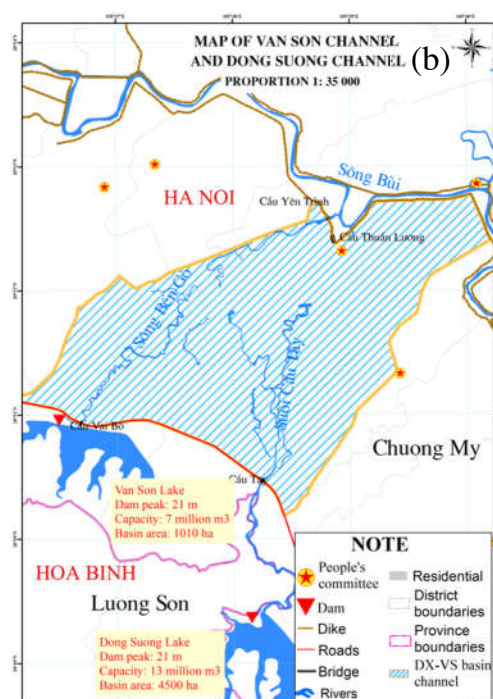 MAP OF VAN SON CHANNEL
AND DONG SUONG CHANNEL
PROPORTION 1: 35 000
(b)
Sông Bùi
HA NOI
Cầu Yên Trình
Cầu Thuần Lương
Sông Bến Gò
Suối Cầu Tây
Cầu Vai Bò
Chuong My
Van Son Lake
Dam peak: 21 m
Capacity: 7 million m3
Basin area: 1010 ha
HOA BINH
Luong Son
Dong Suong Lake
Dam peak: 21 m
Capacity: 13 million m3
Basin area: 4500 ha
NOTE
People's
committee
Dam
Dike
Roads
Bridge
Rivers
Residential
District
boundaries
Province
boundaries
DX-VS basin
channel